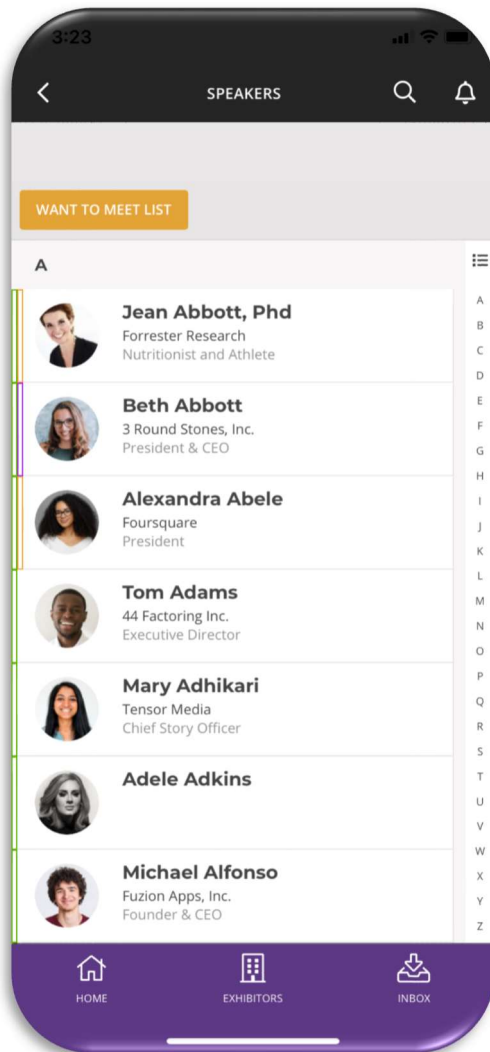 3:23
SPEAKERS
WANT TO MEET LIST
A
Jean Abbott, Phd
Forrester Research
Nutritionist and Athlete
Beth Abbott
3 Round Stones, Inc.
President & CEO
Alexandra Abele
Foursquare
President
Tom Adams
44 Factoring Inc.
Executive Director
Mary Adhikari
Tensor Media
Chief Story Officer
Adele Adkins
Michael Alfonso
Fuzion Apps, Inc.
Founder & CEO
A
B
C
D
E
F
G
H
I
J
K
L
M
N
O
P
Q
R
S
T
U
V
W
X
Y
Z
HOME
EXHIBITORS
INBOX